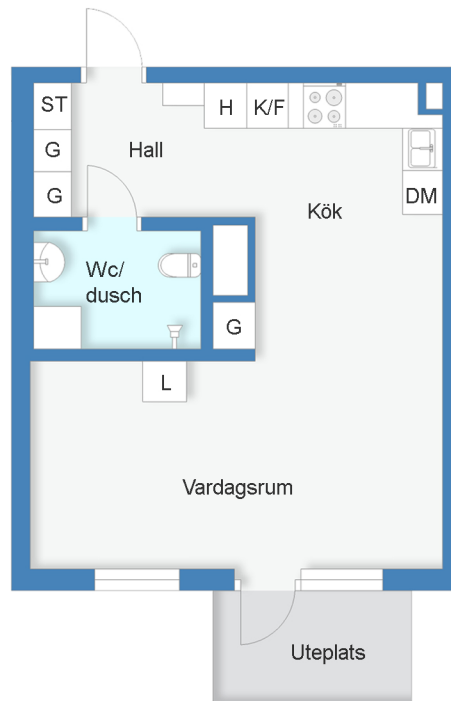 ST
H
K/F
G
Hall
G
Kök
DM
Wc/
dusch
G
L
Vardagsrum
Uteplats